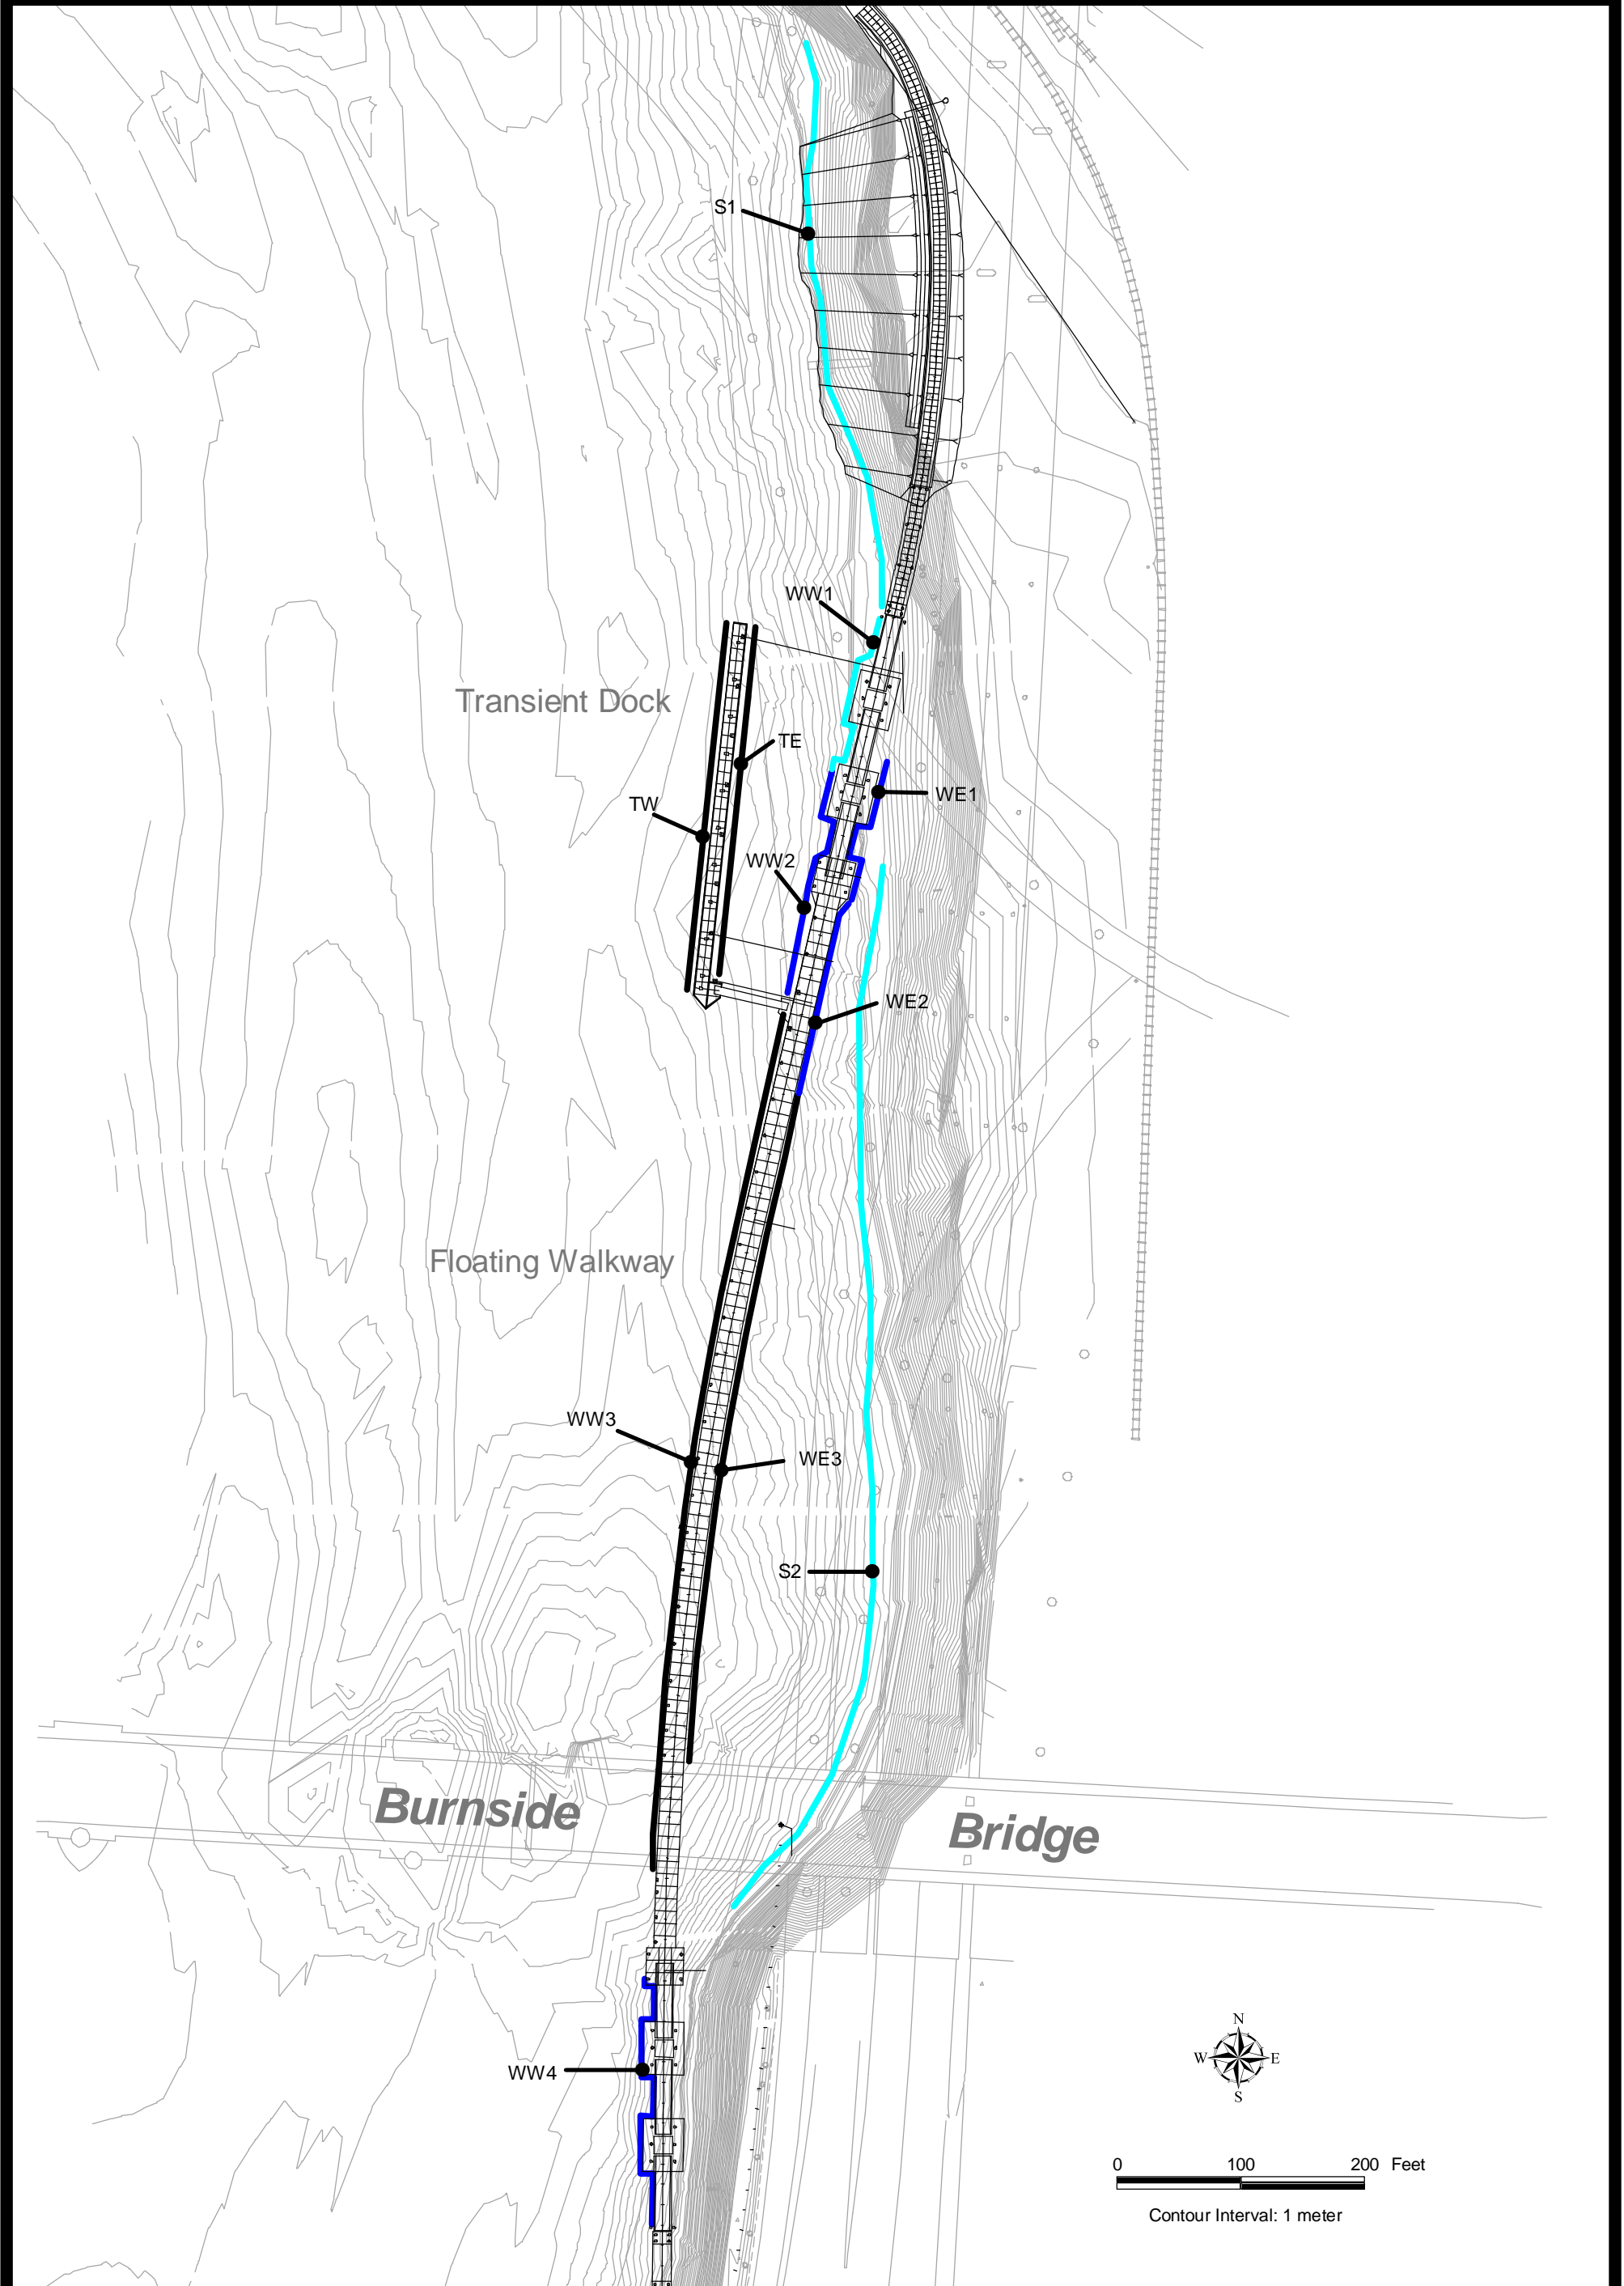 S1
WW1
Transient Dock
TE
TW
WE1
WW2
WE2
Floating Walkway
WW3
WE3
S2
Burnside
Bridge
N
W E
S
WW4
0 100 200 Feet
Contour Interval: 1 meter